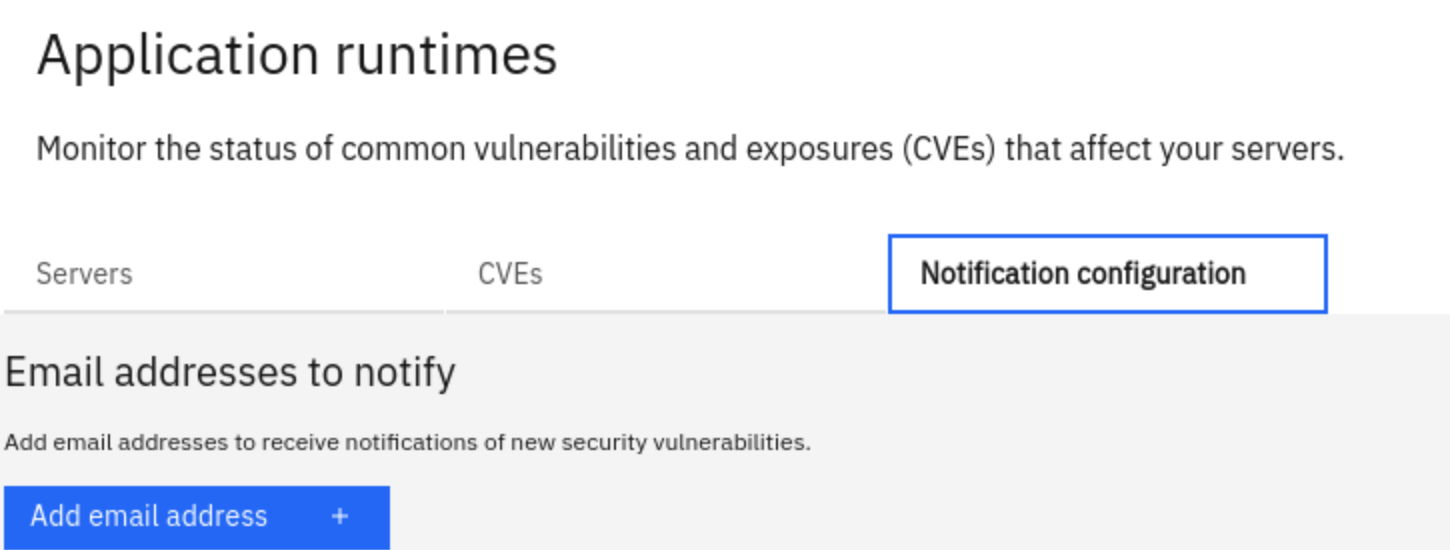 Application runtimes
Monitor the status of common vulnerabilities and exposures (CVEs) that affect your servers.
Servers
CVEs
Notification configuration
Email addresses to notify
Add email addresses to receive notifications of new security vulnerabilities.
Add email address +